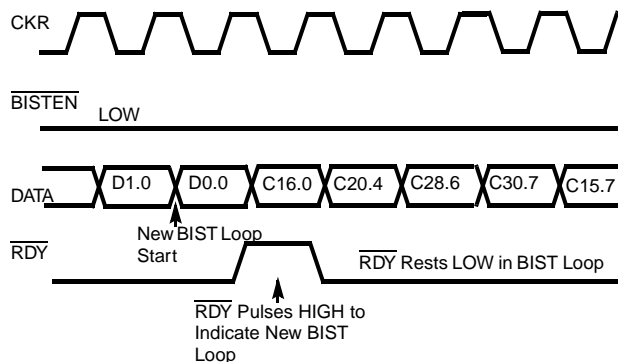 CKR
BISTEN
LOW
DATA
D1.0 D0.0 C16.0 C20.4 C28.6 C30.7 C15.7
New BIST Loop
Start
RDY
RDY Rests LOW in BIST Loop
RDY Pulses HIGH to
Indicate New BIST
Loop